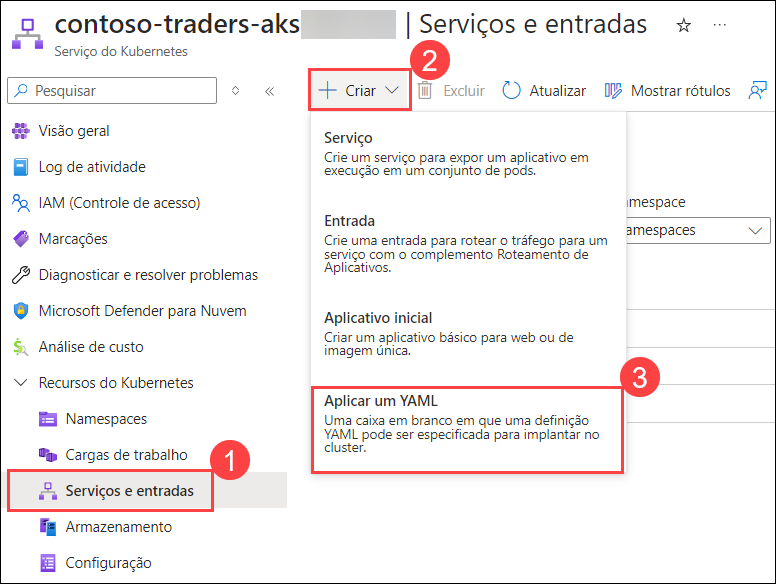 contoso-traders-aks | Serviços e entradas
Serviço do Kubernetes
2
Pesquisar
Criar
Excluir
Atualizar
Mostrar rótulos
Visão geral
Log de atividade
IAM (Controle de acesso)
Marcações
Diagnosticar e resolver problemas
Microsoft Defender para Nuvem
Análise de custo
Recursos do Kubernetes
Namespaces
Cargas de trabalho
1
Serviços e entradas
Armazenamento
Configuração
Serviço
Crie um serviço para expor um aplicativo em
execução em um conjunto de pods.
Entrada
Crie uma entrada para rotear o tráfego para um
serviço com o complemento Roteamento de
Aplicativos.
Aplicativo inicial
Criar um aplicativo básico para web ou de
imagem única.
3
Aplicar um YAML
Uma caixa em branco em que uma definição
YAML pode ser especificada para implantar no
cluster.
amespace
amespaces